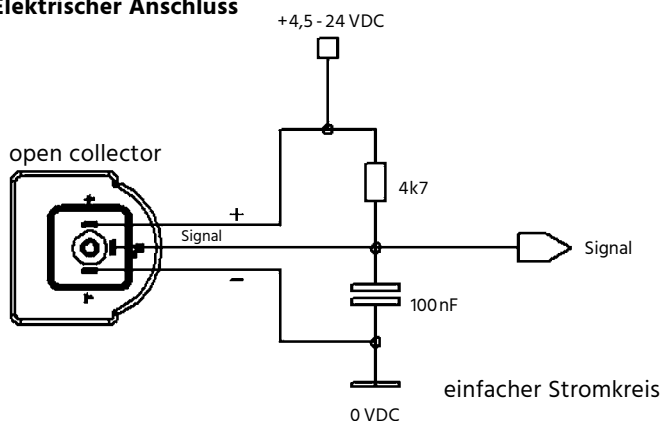 Elektrischer Anschluss
+4,5-24 VDC
open collector
4k7
+
Signal
Signal
–
100nF
einfacher Stromkreis
0 VDC